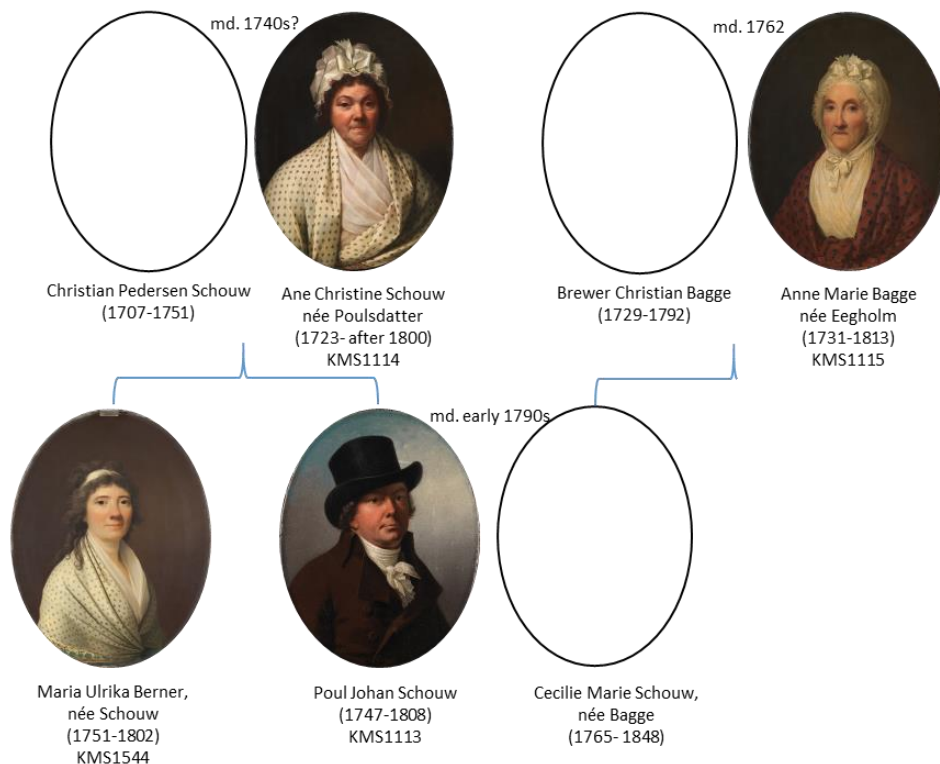 md. 1740s?
md. 1762
Christian Pedersen Schouw
(1707-1751)
Ane Christine Schouw
née Poulsdatter
(1723- after 1800)
KMS1114
Brewer Christian Bagge
(1729-1792)
Anne Marie Bagge
née Eegholm
(1731-1813)
KMS1115
md. early 1790s
Maria Ulrika Berner,
née Schouw
(1751-1802)
KMS1544
Poul Johan Schouw
(1747-1808)
KMS1113
Cecilie Marie Schouw,
née Bagge
(1765- 1848)